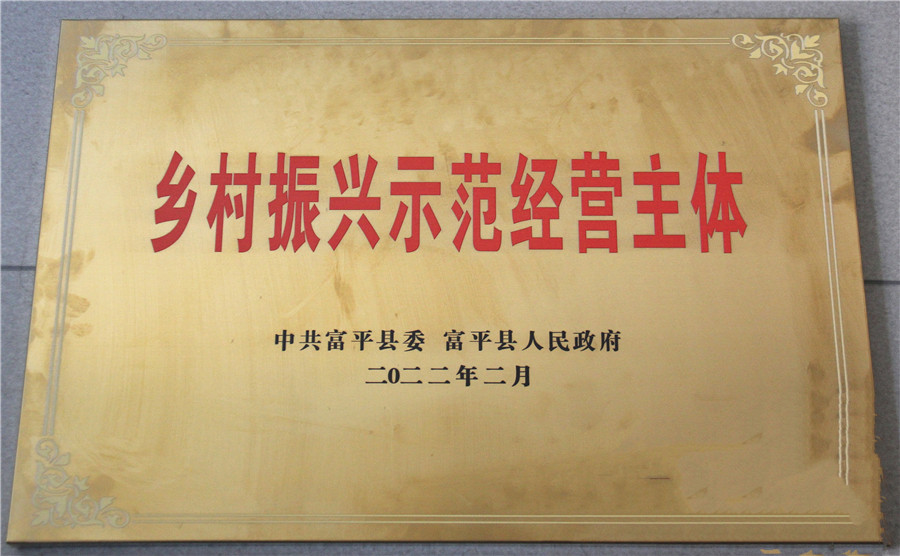 乡村振兴示范经营主体
中共富平县委 富平县人民政府
二0二二年二月